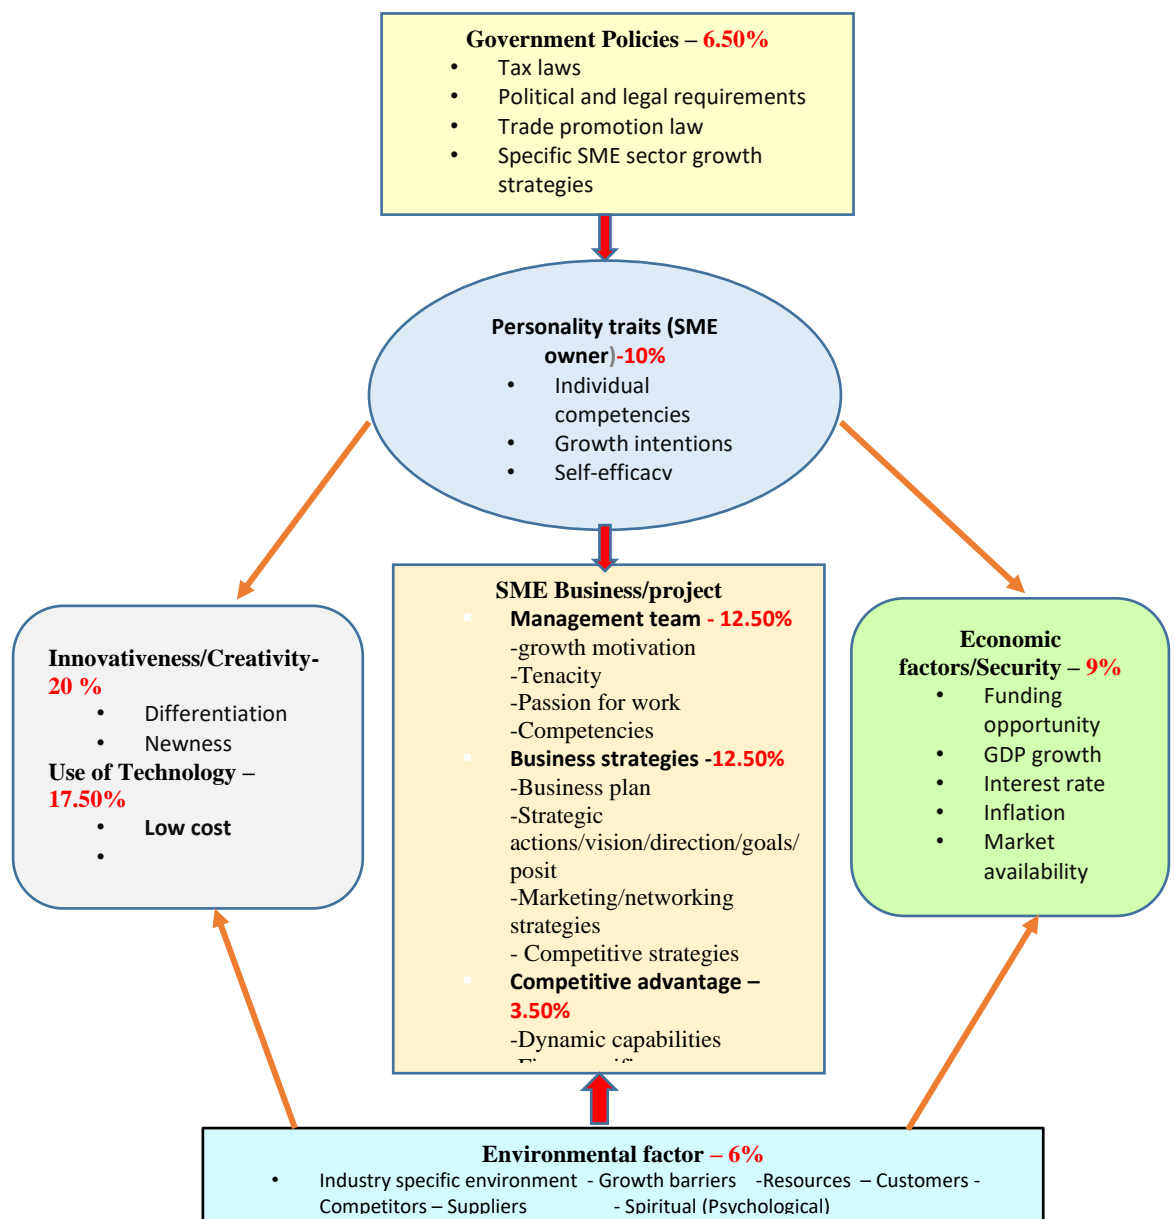 Government Policies – 6.50%
• Tax laws
• Political and legal requirements
• Trade promotion law
• Specific SME sector growth
strategies
Personality traits (SME
owner)-10%
• Individual
competencies
• Growth intentions
• Self-efficacy
SME Business/project
Management team - 12.50%
-growth motivation
-Tenacity
-Passion for work
-Competencies
Business strategies -12.50%
-Business plan
-Strategic
actions/vision/direction/goals/
posit
-Marketing/networking
strategies
- Competitive strategies
Competitive advantage –
3.50%
-Dynamic capabilities
Innovativeness/Creativity-
20 %
• Differentiation
• Newness
Use of Technology –
17.50%
• Low cost
•
Economic
factors/Security – 9%
• Funding
opportunity
• GDP growth
• Interest rate
• Inflation
• Market
availability
Environmental factor – 6%
• Industry specific environment - Growth barriers -Resources – Customers -
Competitors – Suppliers - Spiritual (Psychological)